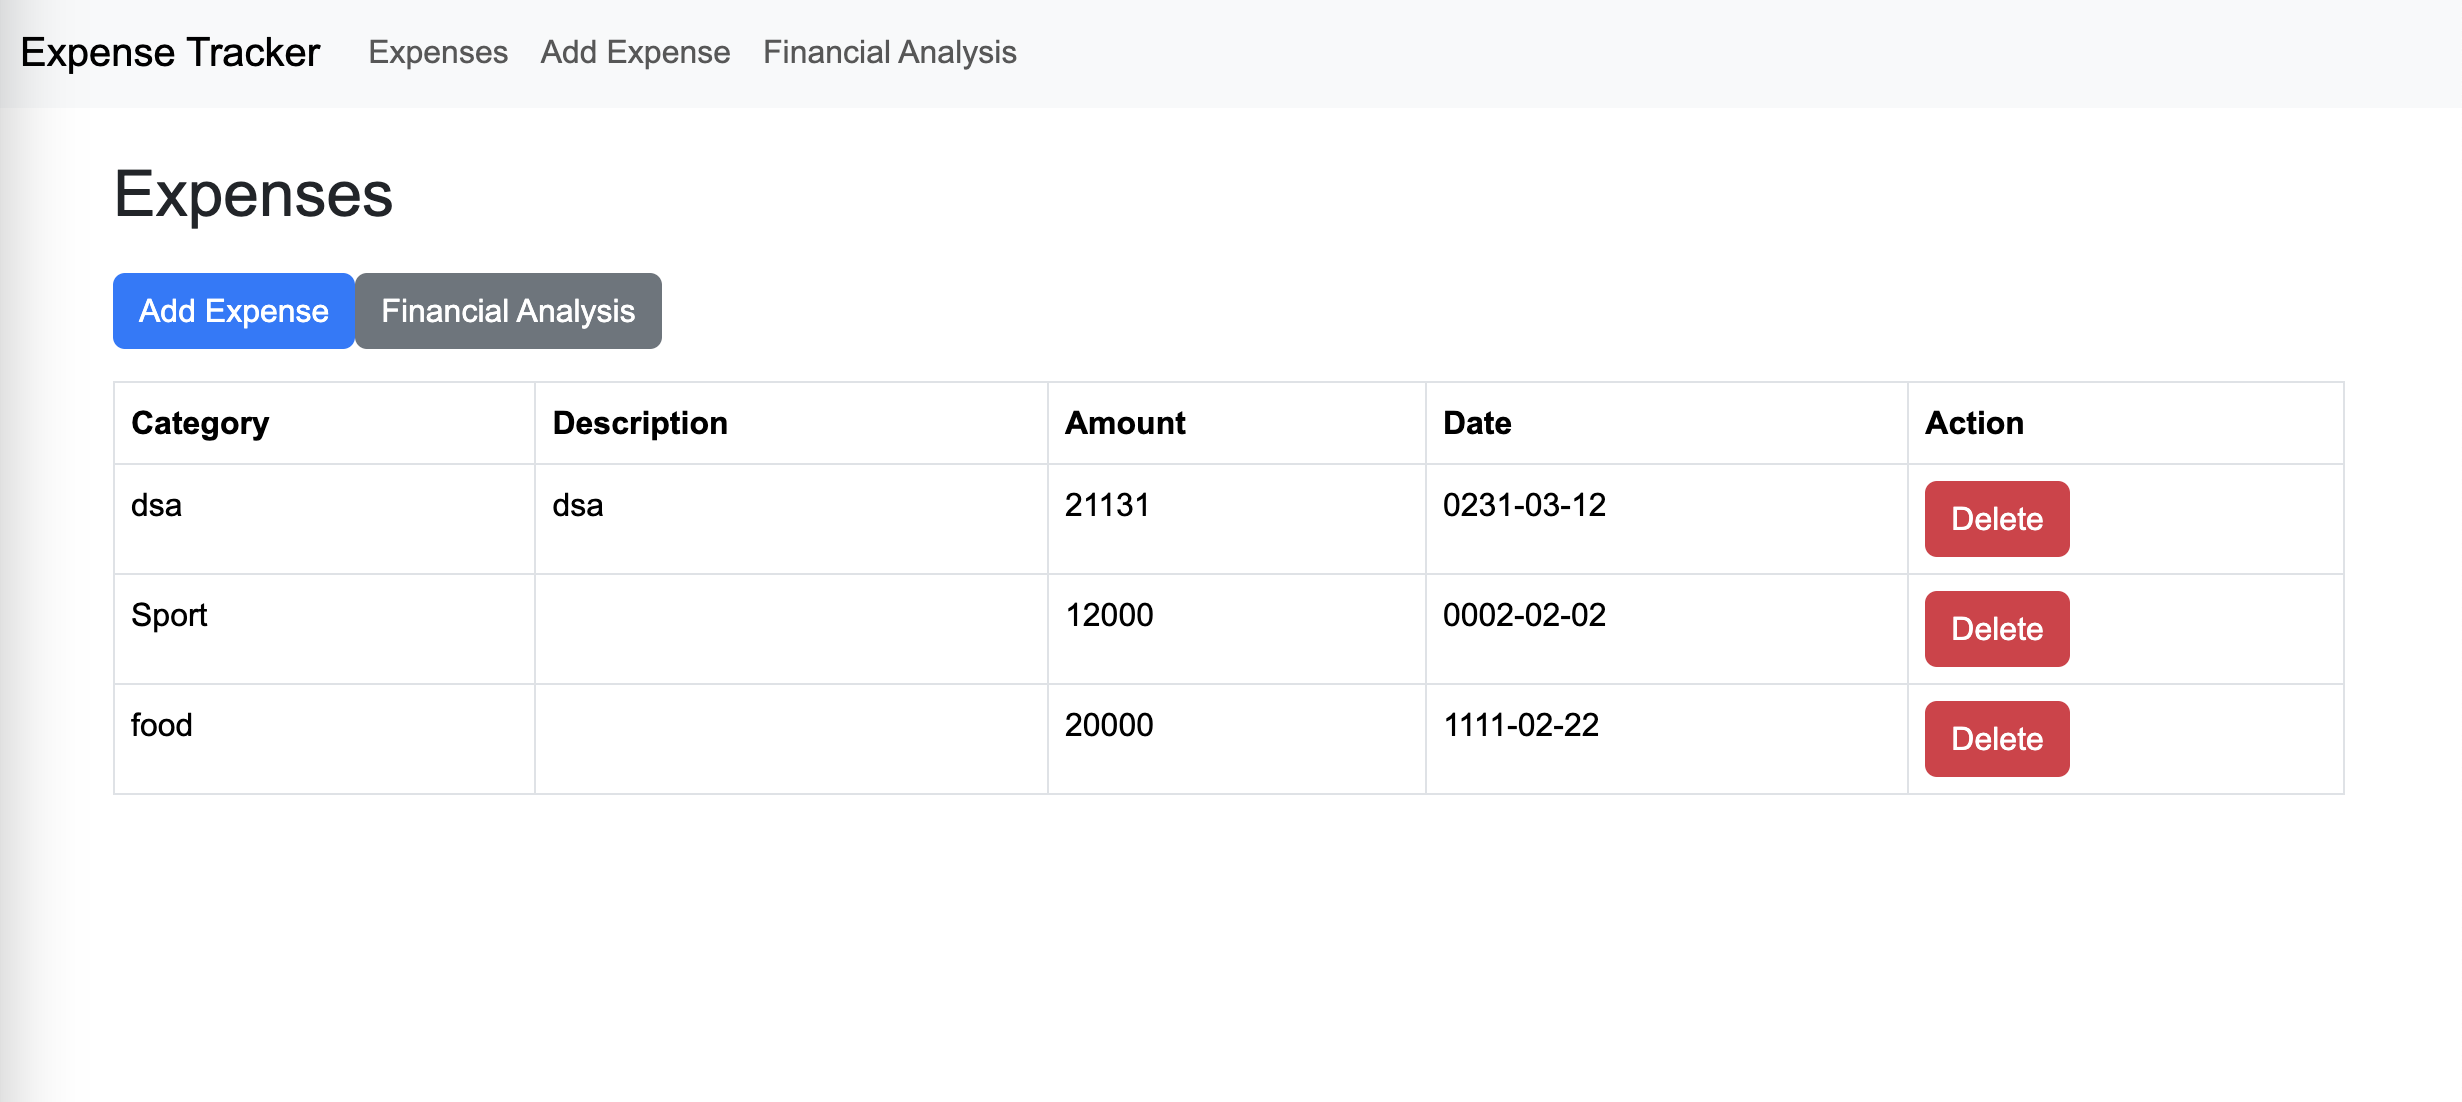 Expense Tracker Expenses Add Expense Financial Analysis
Expenses
Add Expense Financial Analysis
Category Description Amount Date Action
dsa dsa 21131 0231-03-12 Delete
Sport 12000 0002-02-02 Delete
food 20000 1111-02-22 Delete